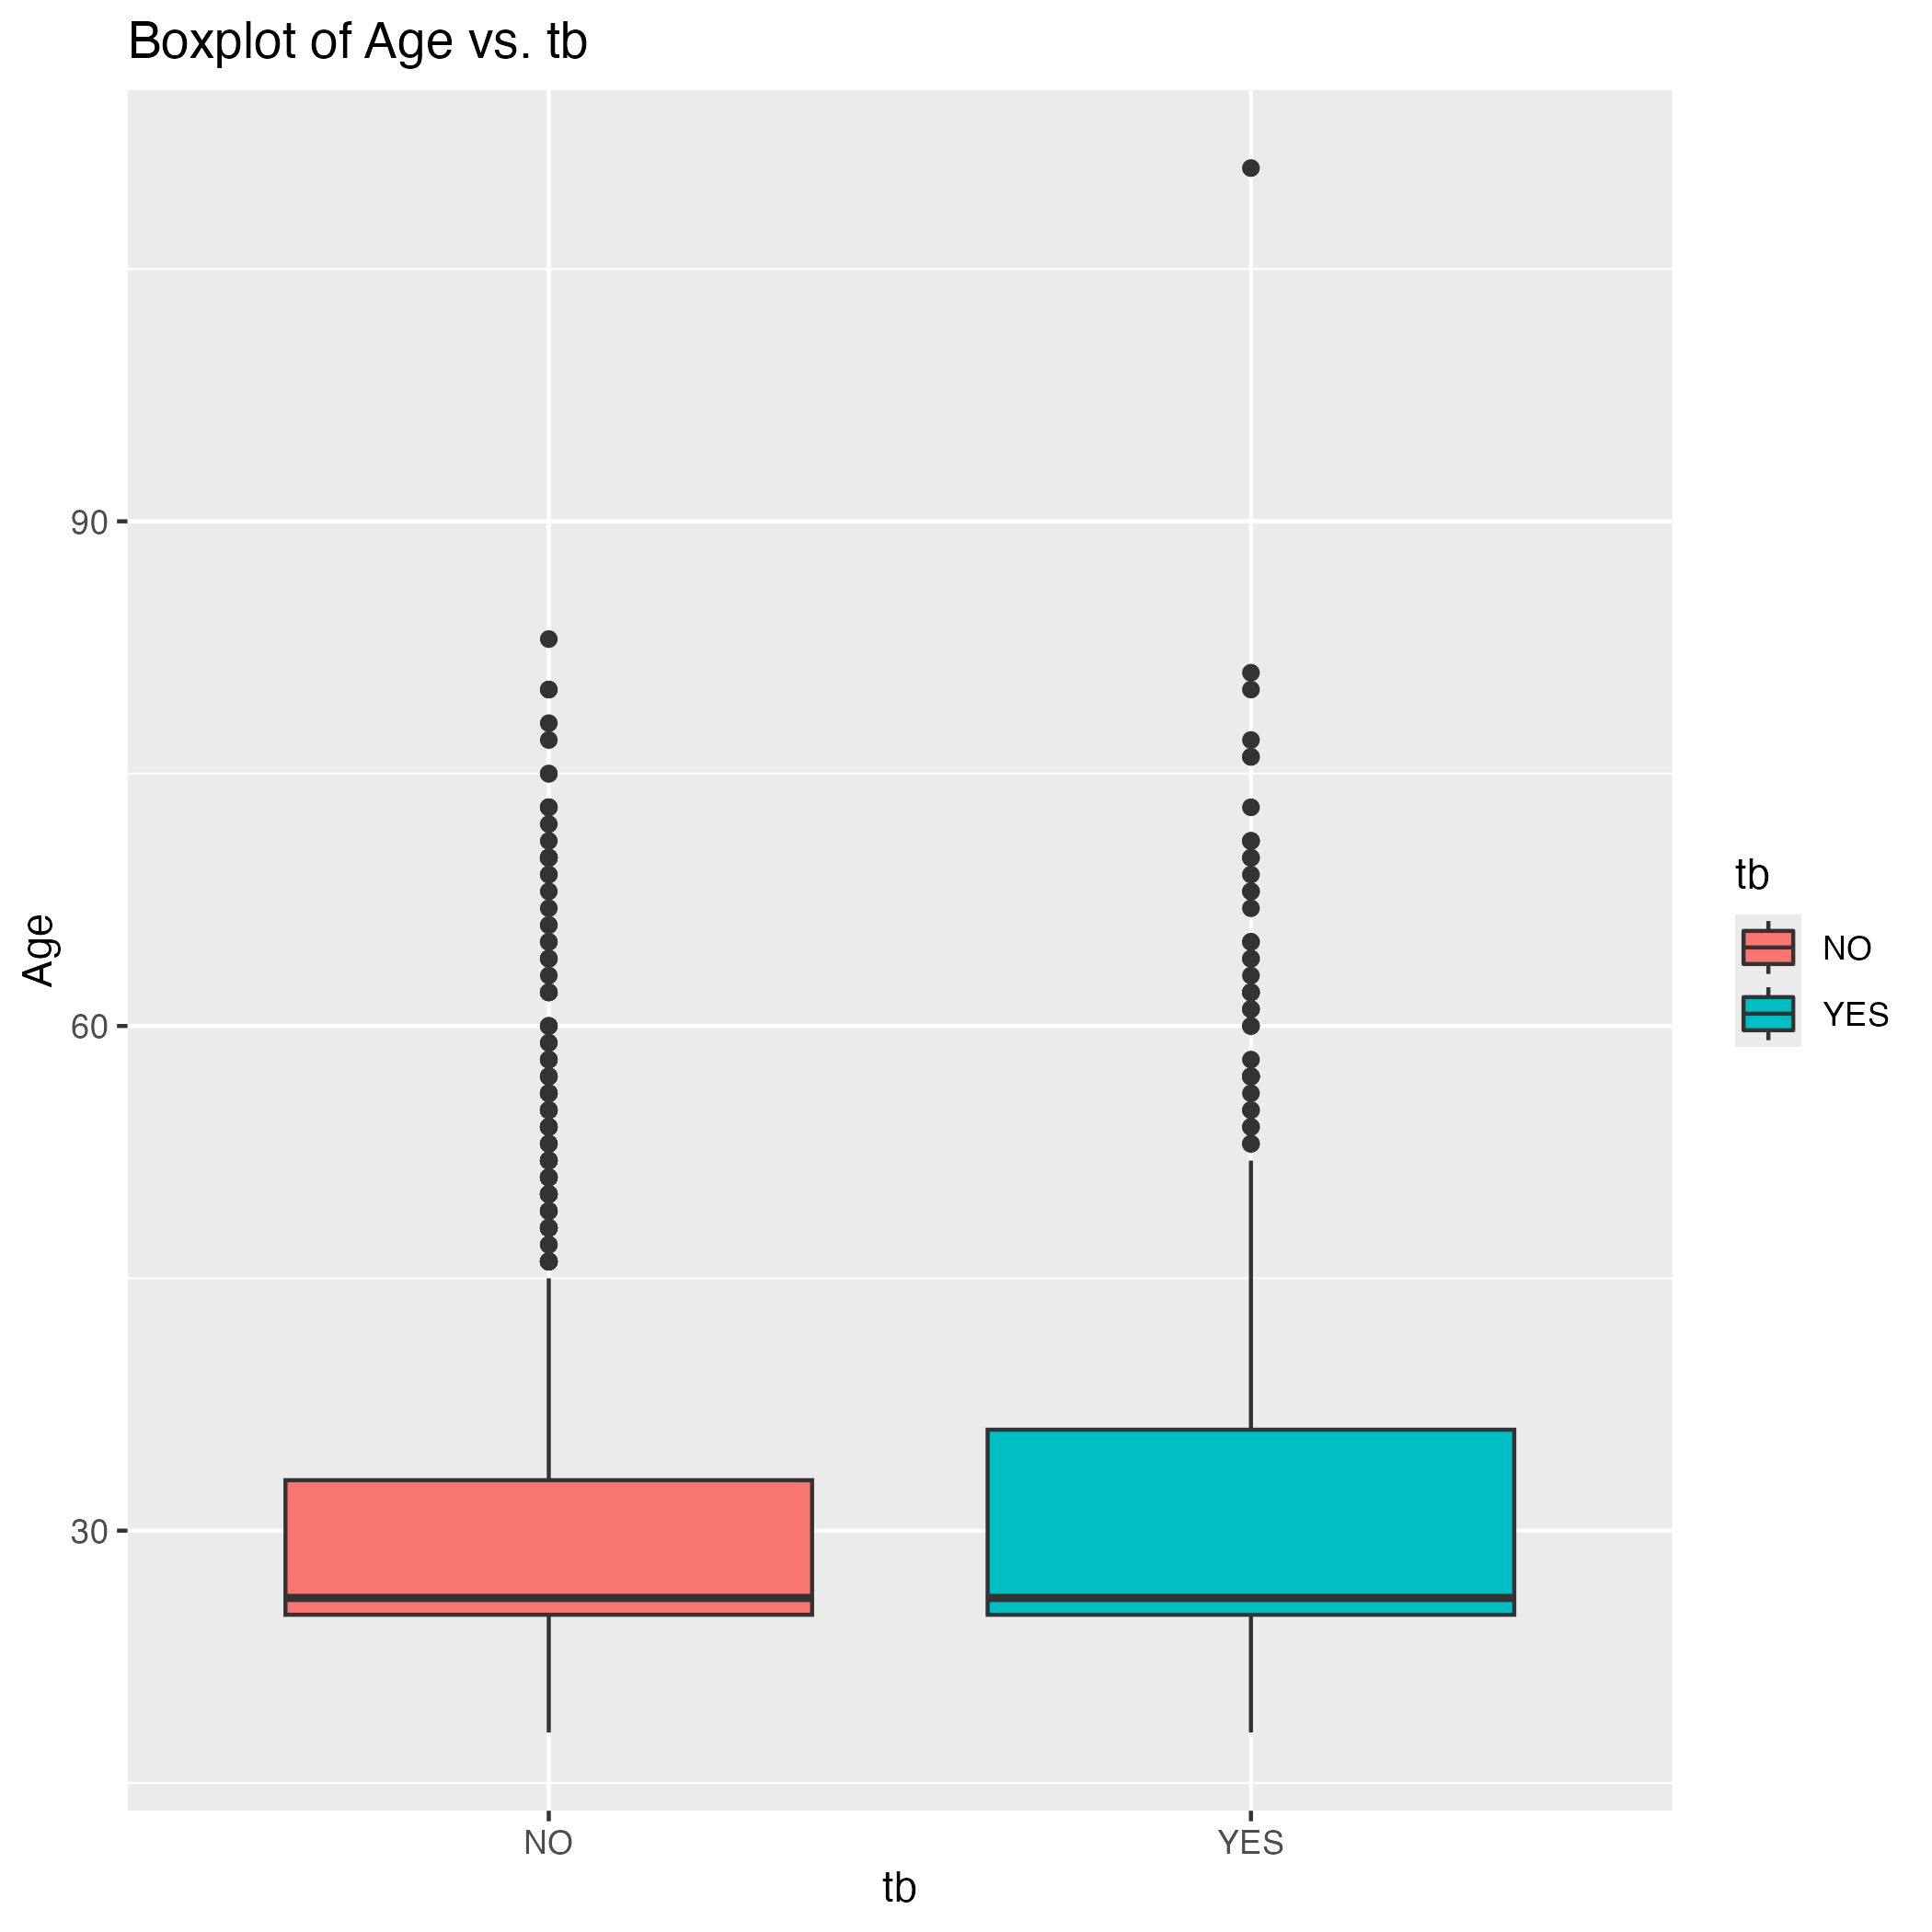 Boxplot of Age vs. tb
90
60
30
Age
NO
YES
tb
tb
NO
YES